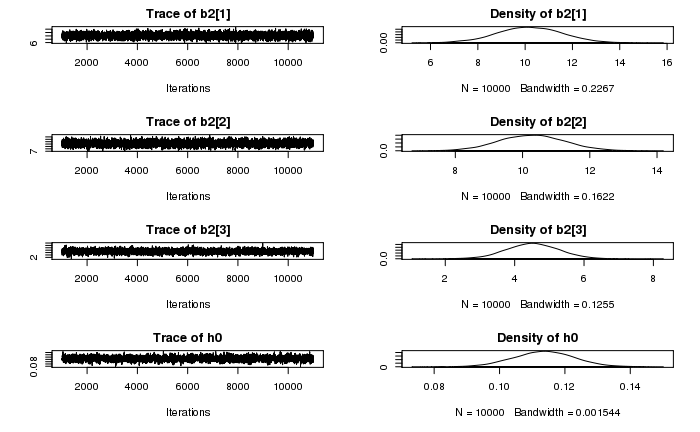 Trace of b2[1]
6
2000 4000 6000 8000 10000
Iterations
Density of b2[1]
0.00
6 8 10 12 14 16
N = 10000 Bandwidth = 0.2267
Trace of b2[2]
7
2000 4000 6000 8000 10000
Iterations
Density of b2[2]
0.0
8 10 12 14
N = 10000 Bandwidth = 0.1622
Trace of b2[3]
2
2000 4000 6000 8000 10000
Iterations
Density of b2[3]
0.0
2 4 6 8
N = 10000 Bandwidth = 0.1255
Trace of h0
0.08
2000 4000 6000 8000 10000
Iterations
Density of h0
0
0.08 0.10 0.12 0.14
N = 10000 Bandwidth = 0.001544